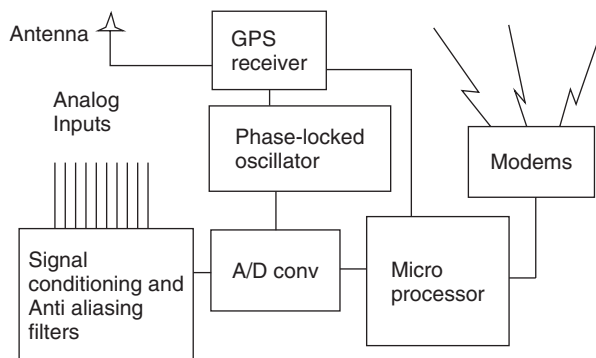 Antenna
GPS
receiver
Analog
Inputs
Phase-locked
oscillator
Modems
Signal
conditioning and
Anti aliasing
filters
A/D conv
Micro
processor